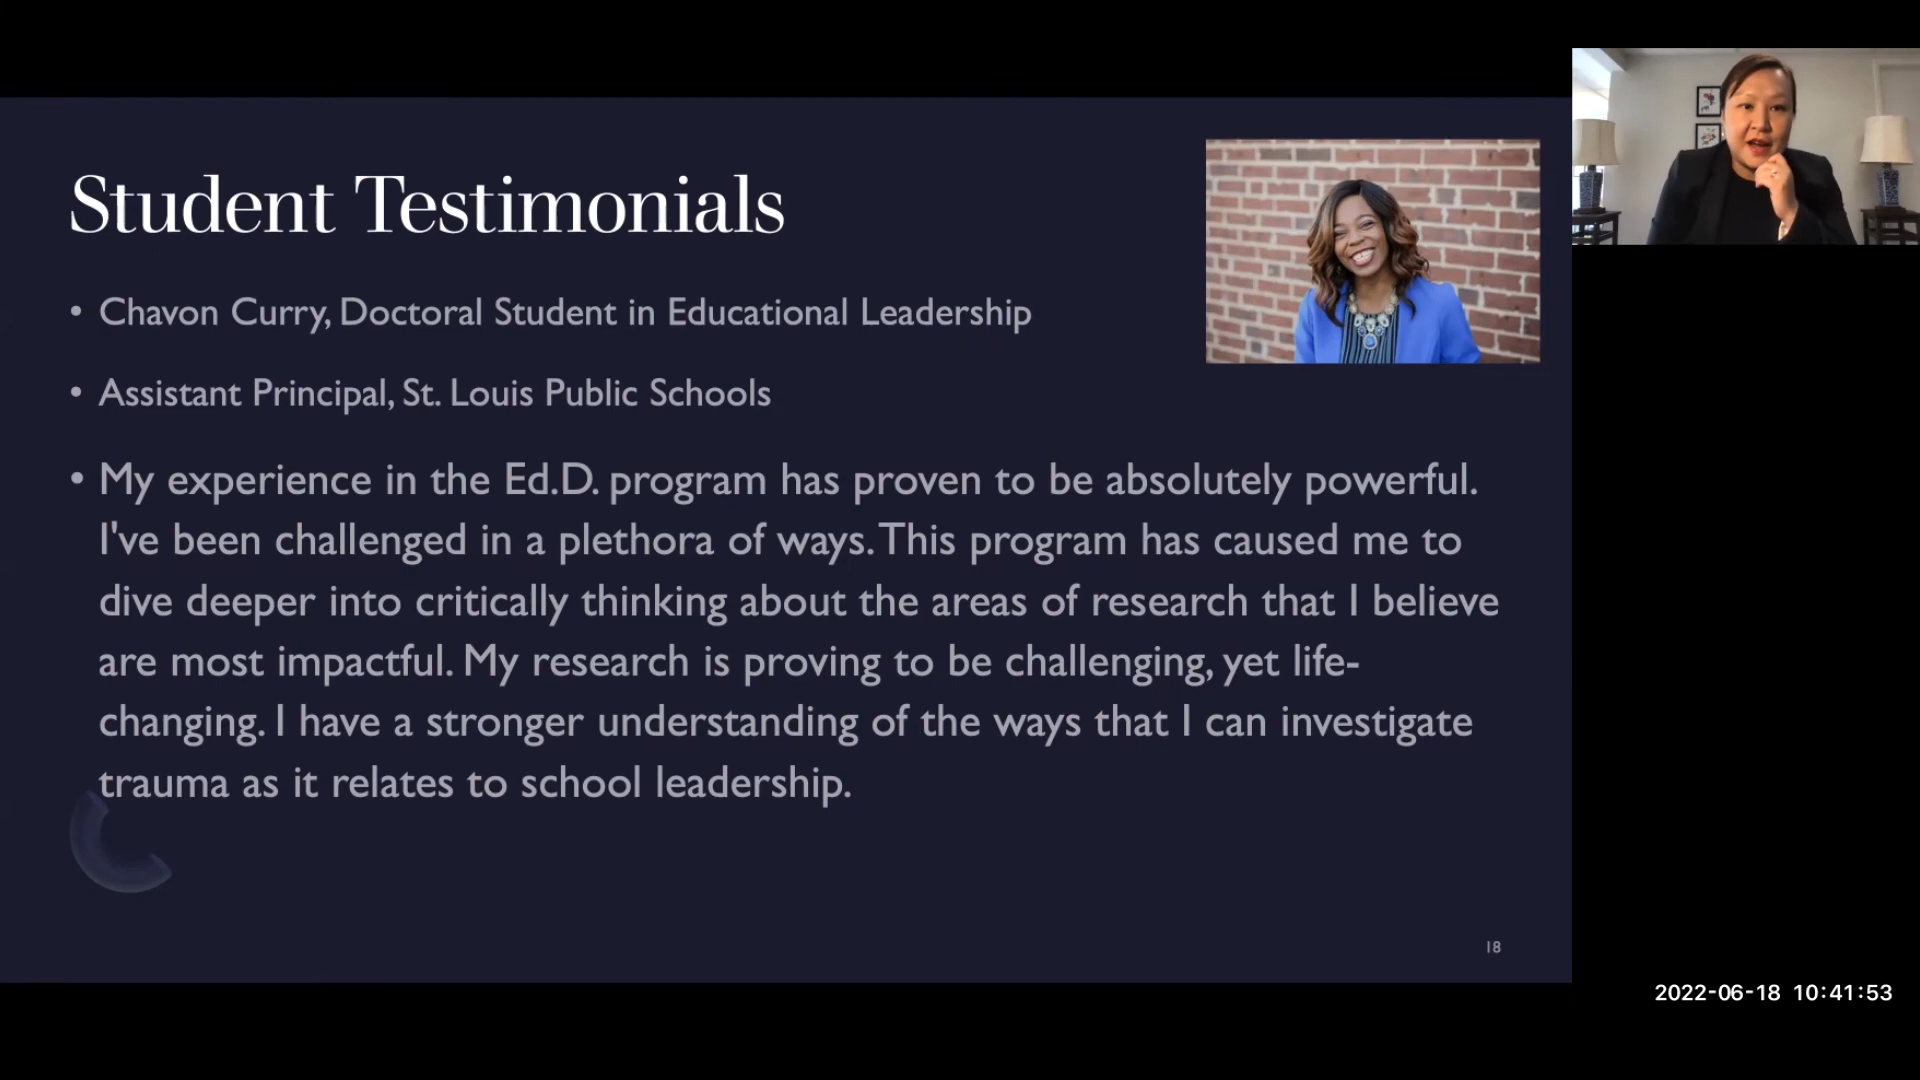 Student Testimonials
• Chavon Curry, Doctoral Student in Educational Leadership
• Assistant Principal, St. Louis Public Schools
• My experience in the Ed.D. program has proven to be absolutely powerful.
I've been challenged in a plethora of ways. This program has caused me to
dive deeper into critically thinking about the areas of research that I believe
are most impactful. My research is proving to be challenging, yet life-
changing. I have a stronger understanding of the ways that I can investigate
trauma as it relates to school leadership.
18
2022-06-18 10:41:53